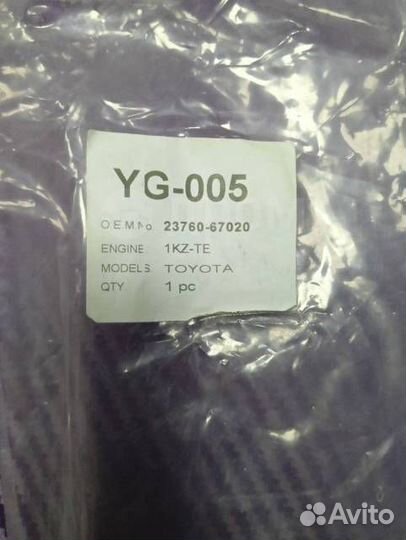 YG-005
OEM No. 23760-67020
ENGINE: 1KZ-TE
MODELS: TOYOTA
QTY 1 pc
Avito